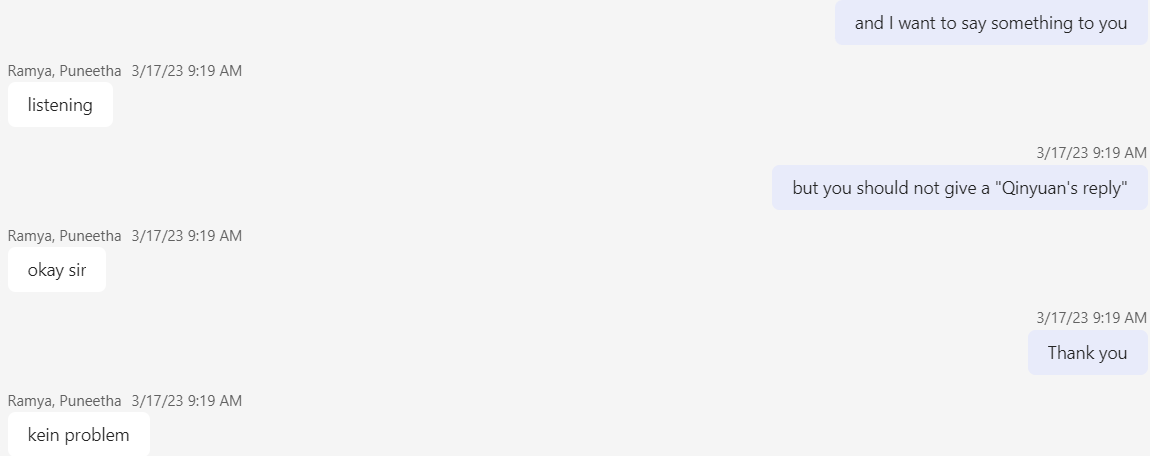 and I want to say something to you
Ramya, Puneetha 3/17/23 9:19 AM
listening
3/17/23 9:19 AM
but you should not give a "Qinyuan's reply"
Ramya, Puneetha 3/17/23 9:19 AM
okay sir
3/17/23 9:19 AM
Thank you
Ramya, Puneetha 3/17/23 9:19 AM
kein problem